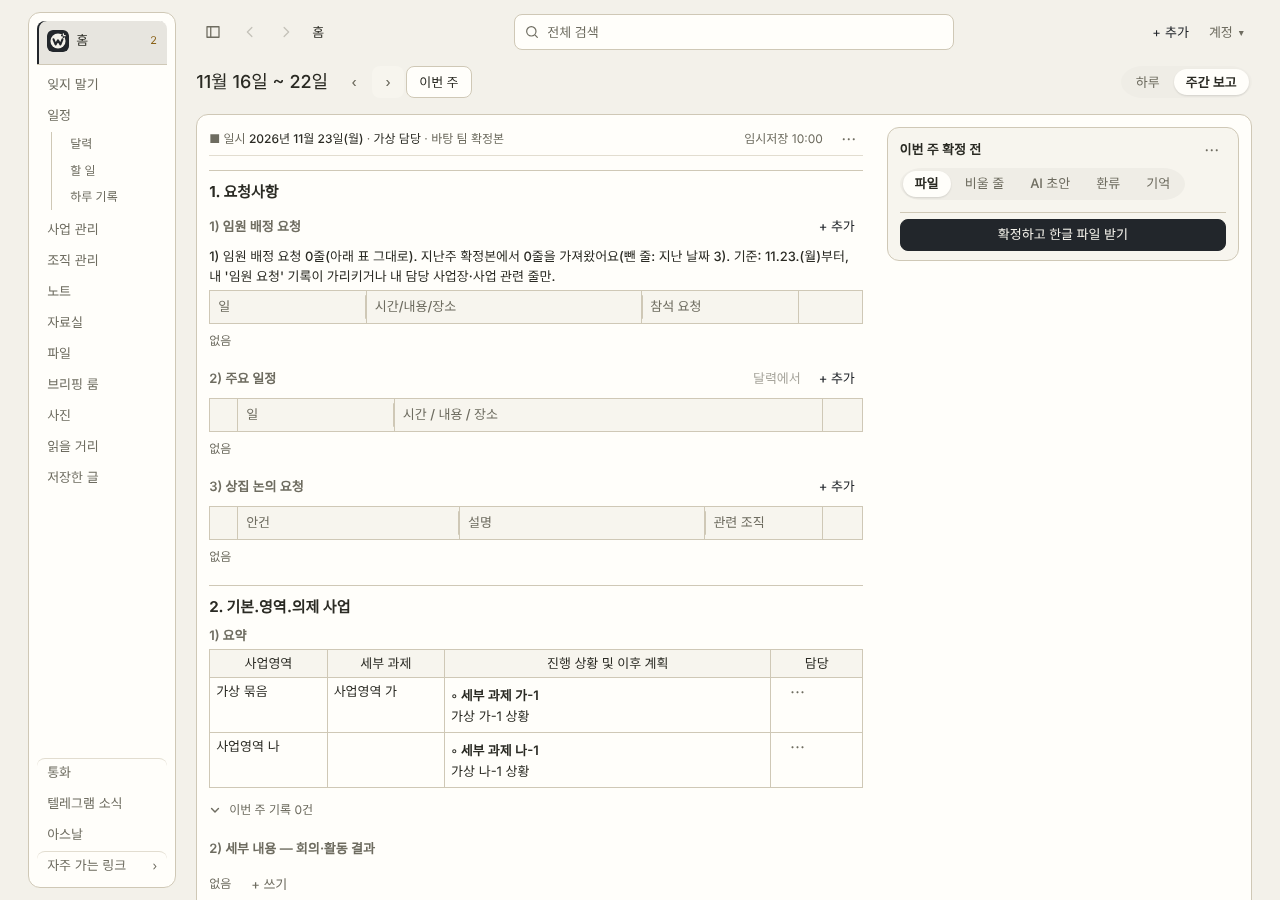 홈 2
잊지 말기
일정
달력
할 일
하루 기록
사업 관리
조직 관리
노트
자료실
파일
브리핑 룸
사진
읽을 거리
저장한 글
통화
텔레그램 소식
아스날
자주 가는 링크 ›
홈
전체 검색
+ 추가 계정 ▾
11월 16일 ~ 22일 ‹ › 이번 주
하루 주간 보고
■ 일시 2026년 11월 23일(월) · 가상 담당 · 바탕 팀 확정본 임시저장 10:00 ···
1. 요청사항
1) 임원 배정 요청 + 추가
1) 임원 배정 요청 0줄(아래 표 그대로). 지난주 확정본에서 0줄을 가져왔어요(뺀 줄: 지난 날짜 3). 기준: 11.23.(월)부터,
내 '임원 요청' 기록이 가리키거나 내 담당 사업장·사업 관련 줄만.
일 시간/내용/장소 참석 요청
없음
2) 주요 일정 달력에서 + 추가
일 시간 / 내용 / 장소
없음
3) 상집 논의 요청 + 추가
안건 설명 관련 조직
없음
2. 기본.영역.의제 사업
1) 요약
사업영역 세부 과제 진행 상황 및 이후 계획 담당
가상 묶음 사업영역 가 ∘ 세부 과제 가-1 ···
가상 가-1 상황
사업영역 나 ∘ 세부 과제 나-1 ···
가상 나-1 상황
이번 주 기록 0건
2) 세부 내용 — 회의·활동 결과
없음 + 쓰기
이번 주 확정 전 ···
파일 비울 줄 AI 초안 환류 기억
확정하고 한글 파일 받기